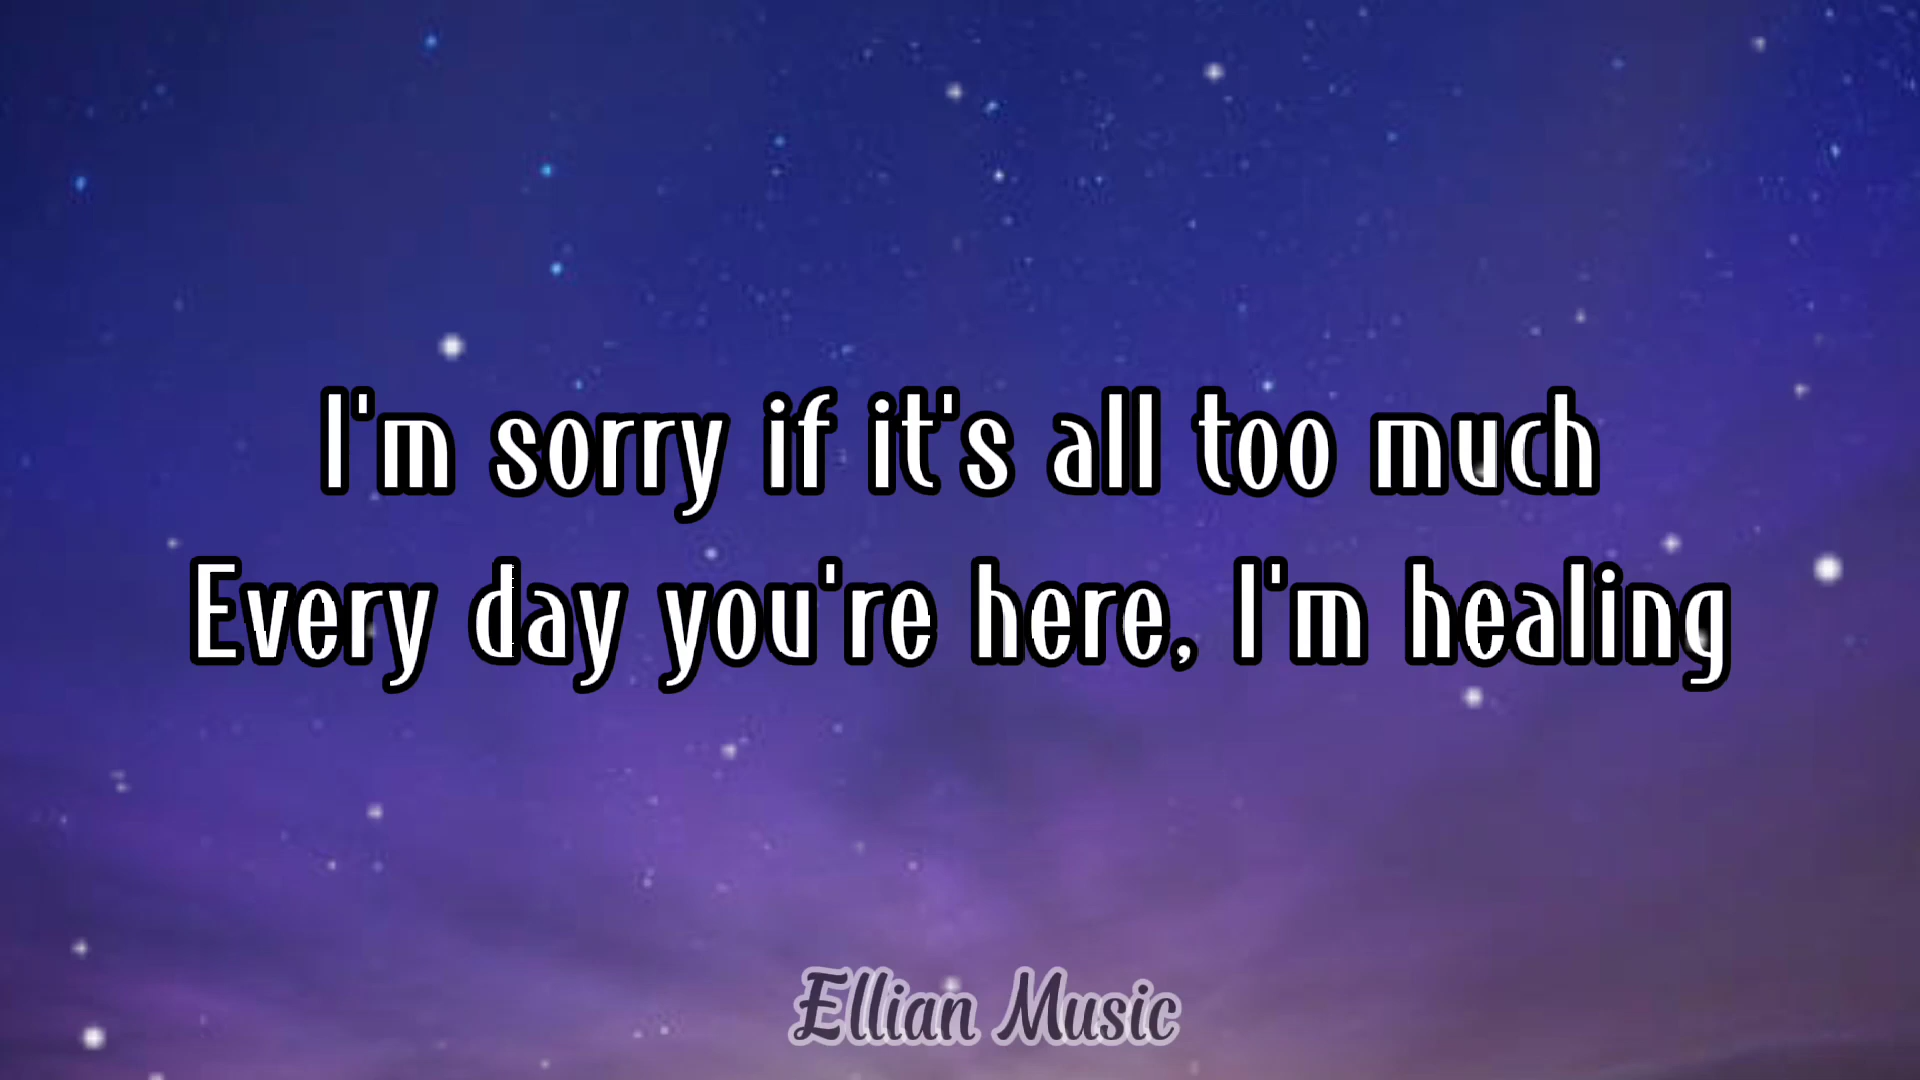 I'm sorry if it's all too much
Every day you're here, I'm healing
Ellian Music